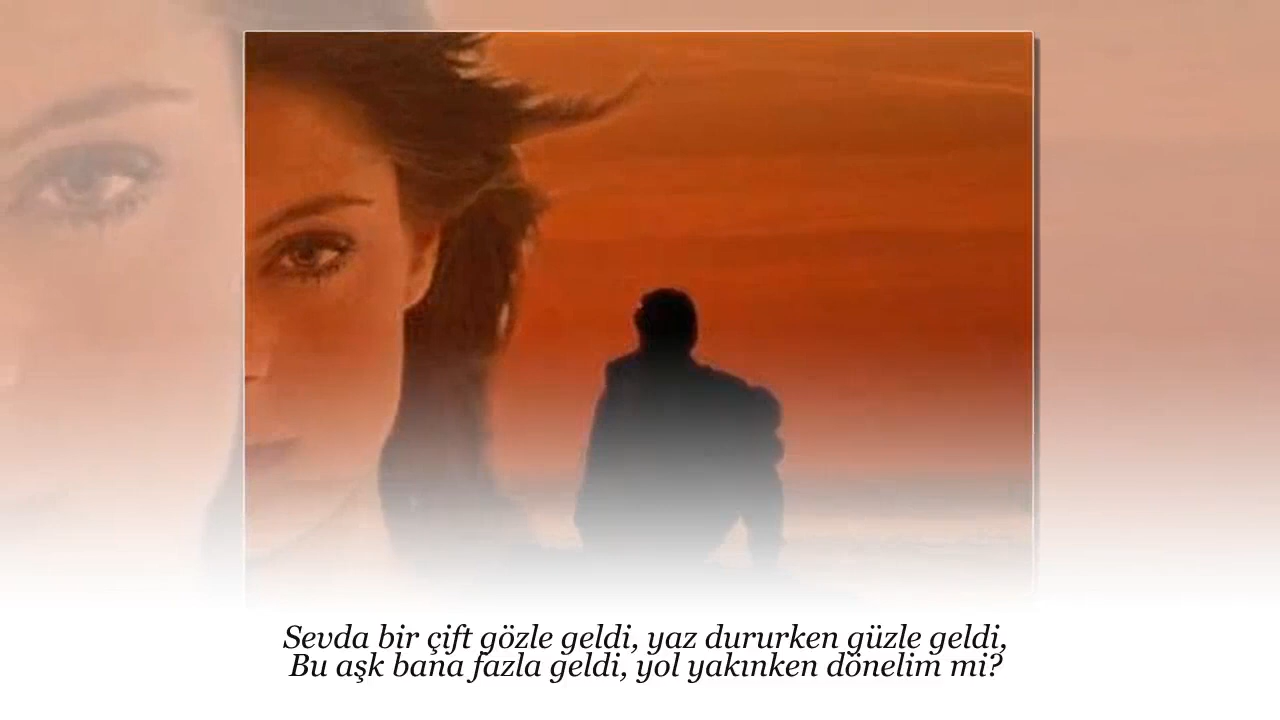 Sevda bir çift gözle geldi, yaz dururken güzle geldi,
Bu aşk bana fazla geldi, yol yakınken dönelim mi?